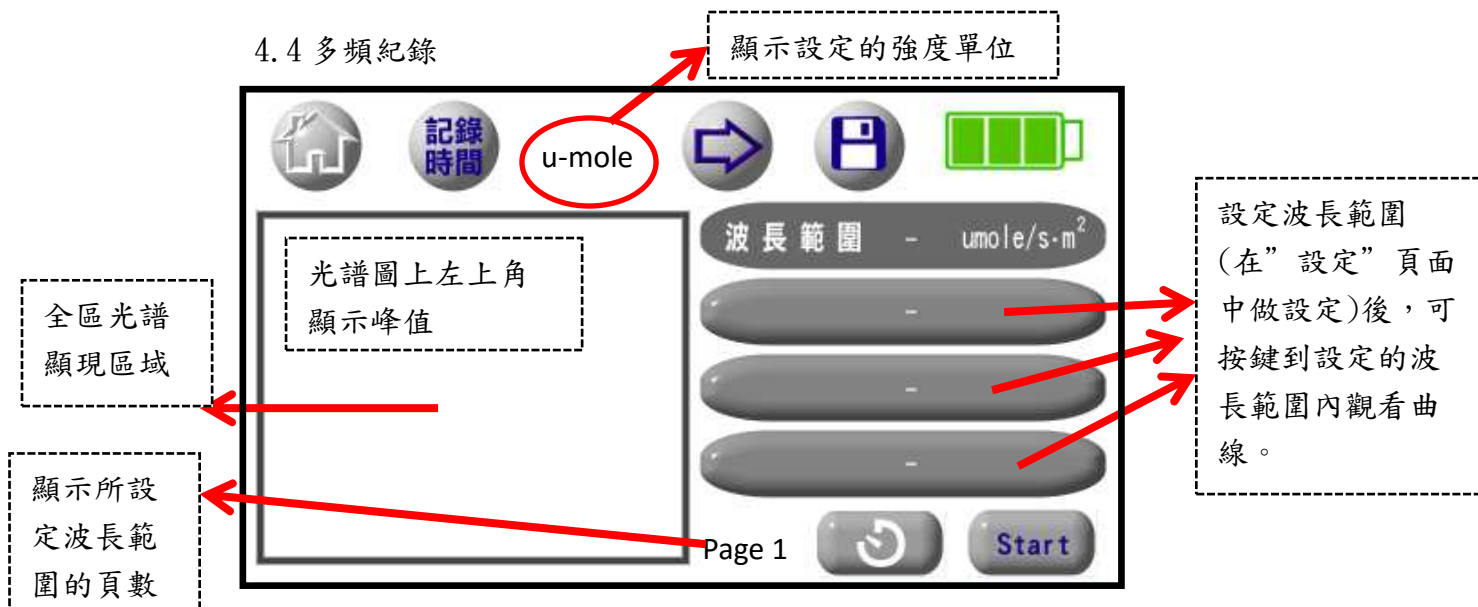 4.4 多頻紀錄
顯示設定的強度單位
記錄
時間
u-mole
波長範圍 - umole/s·m²
光譜圖上左上角
顯示峰值
-
-
-
全區光譜
顯現區域
設定波長範圍
(在”設定”頁面
中做設定)後，可
按鍵到設定的波
長範圍內觀看曲
線。
顯示所設
定波長範
圍的頁數
Page 1
Start